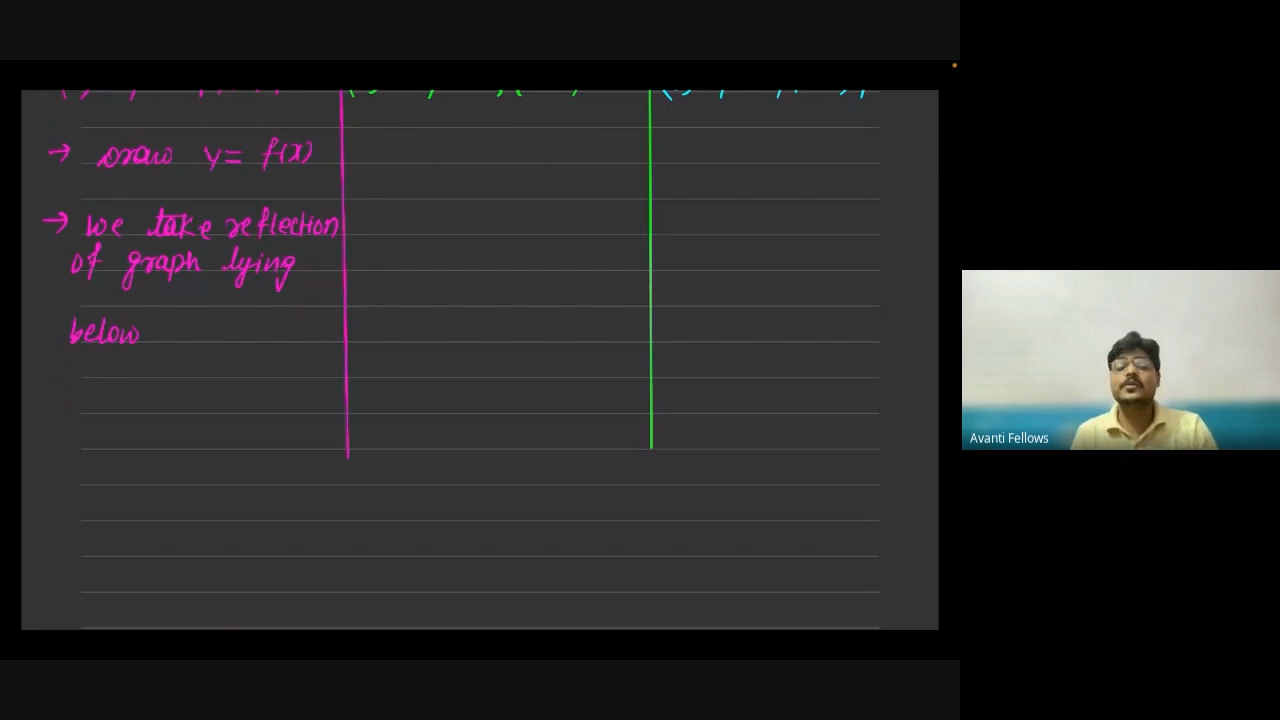 → Draw y = f(x)
→ We take reflection
of graph lying
below
Avanti Fellows